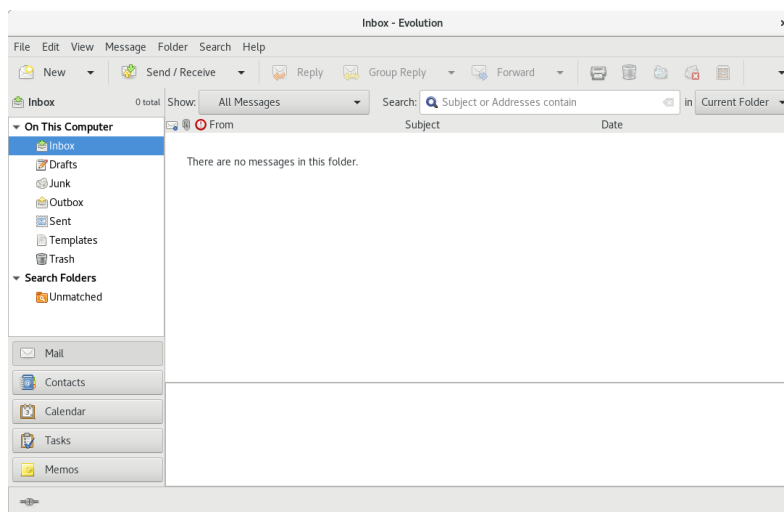 Inbox - Evolution
File Edit View Message Folder Search Help
New Send / Receive Reply Group Reply Forward
Inbox 0 total Show: All Messages Search: Subject or Addresses contain in Current Folder
On This Computer From Subject Date
Inbox There are no messages in this folder.
Drafts
Junk
Outbox
Sent
Templates
Trash
Search Folders
Unmatched
Mail
Contacts
Calendar
Tasks
Memos